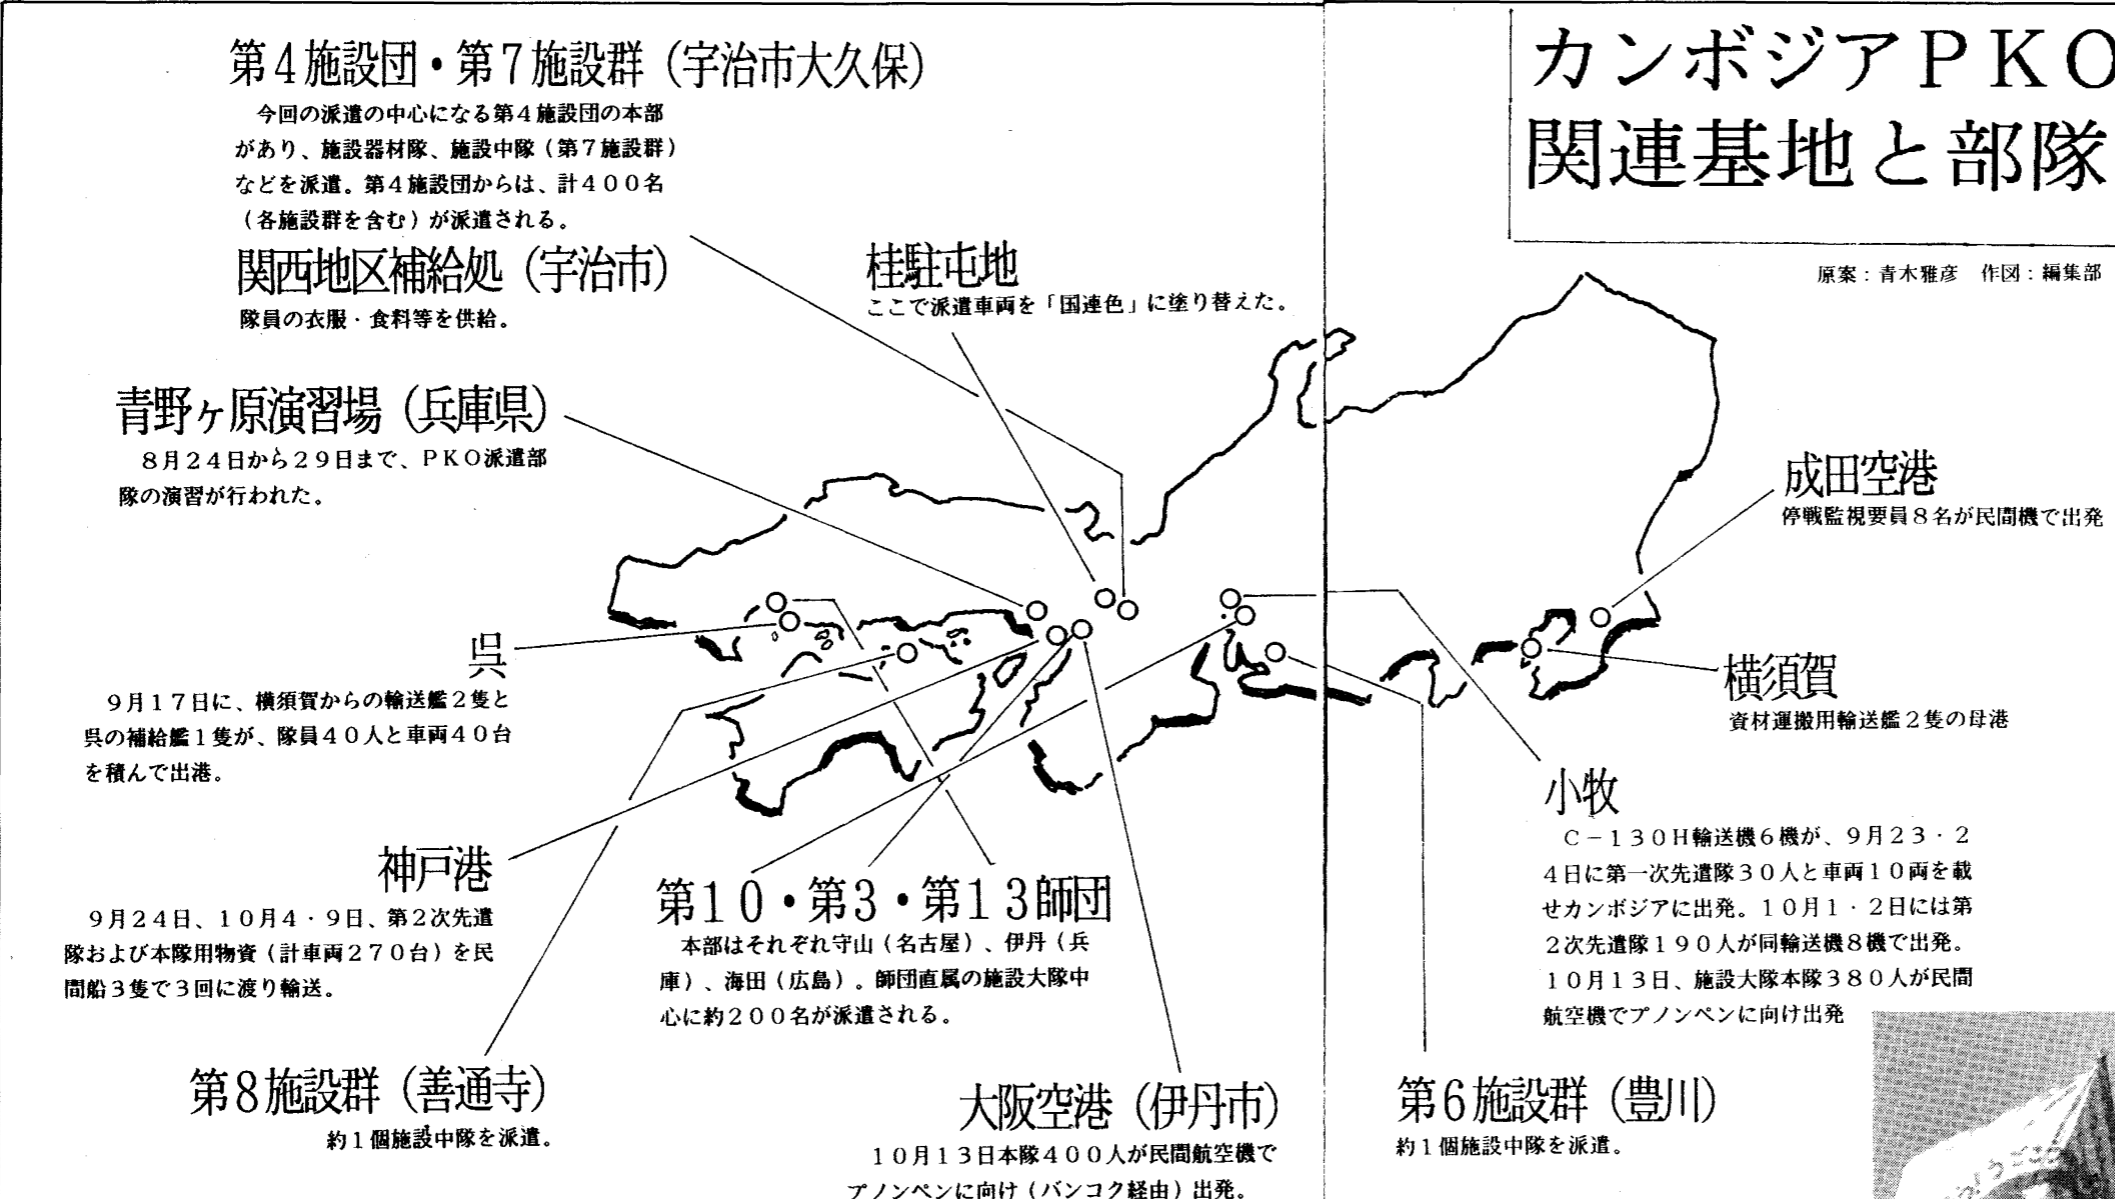 カンボジアＰＫＯ
関連基地と部隊
原案：青木雅彦　作図：編集部
第４施設団・第７施設群（宇治市大久保）
今回の派遣の中心になる第４施設団の本部
があり、施設器材隊、施設中隊（第７施設群）
などを派遣。第４施設団からは、計４００名
（各施設群を含む）が派遣される。
関西地区補給処（宇治市）
隊員の衣服・食料等を供給。
桂駐屯地
ここで派遣車両を「国連色」に塗り替えた。
青野ヶ原演習場（兵庫県）
８月２４日から２９日まで、ＰＫＯ派遣部
隊の演習が行われた。
成田空港
停戦監視要員８名が民間機で出発
呉
９月１７日に、横須賀からの輸送艦２隻と
呉の補給艦１隻が、隊員４０人と車両４０台
を積んで出港。
横須賀
資材運搬用輸送艦２隻の母港
小牧
Ｃ－１３０Ｈ輸送機６機が、９月２３・２
４日に第一次先遣隊３０人と車両１０両を載
せカンボジアに出発。１０月１・２日には第
２次先遣隊１９０人が同輸送機８機で出発。
１０月１３日、施設大隊本隊３８０人が民間
航空機でプノンペンに向け出発
神戸港
９月２４日、１０月４・９日、第２次先遣
隊および本隊用物資（計車両２７０台）を民
間船３隻で３回に渡り輸送。
第１０・第３・第１３師団
本部はそれぞれ守山（名古屋）、伊丹（兵
庫）、海田（広島）。師団直属の施設大隊中
心に約２００名が派遣される。
第８施設群（善通寺）
約１個施設中隊を派遣。
大阪空港（伊丹市）
１０月１３日本隊４００人が民間航空機で
プノンペンに向け（バンコク経由）出発。
第６施設群（豊川）
約１個施設中隊を派遣。